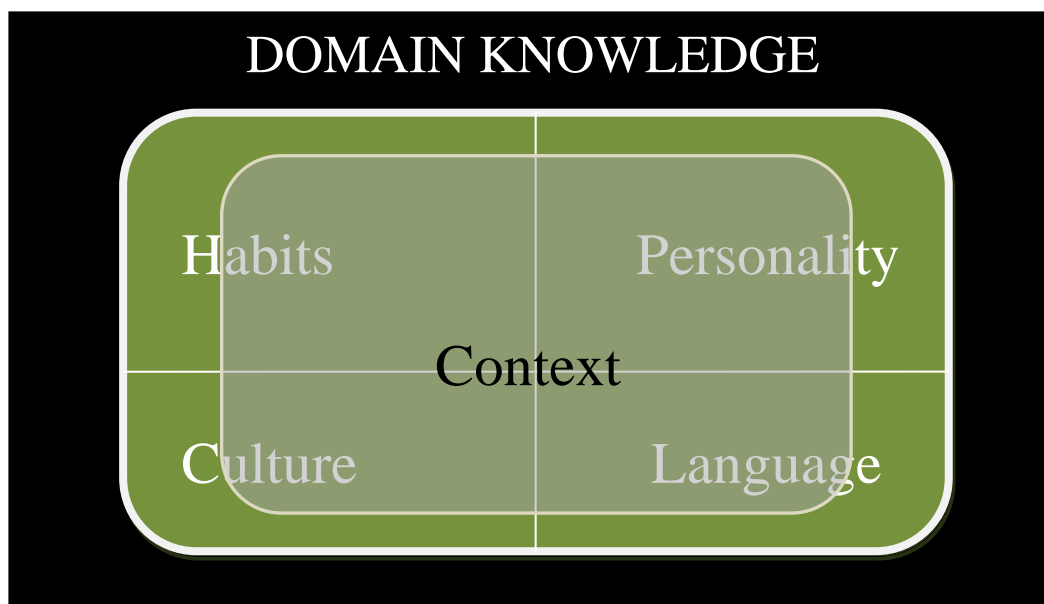 DOMAIN KNOWLEDGE
Habits
Personality
Context
Culture
Language